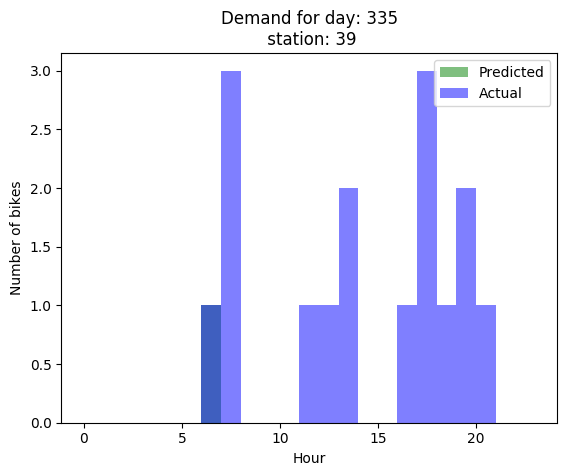 Demand for day: 335
station: 39
Predicted
Actual
3.0
2.5
2.0
1.5
1.0
0.5
0.0
Number of bikes
0 5 10 15 20
Hour